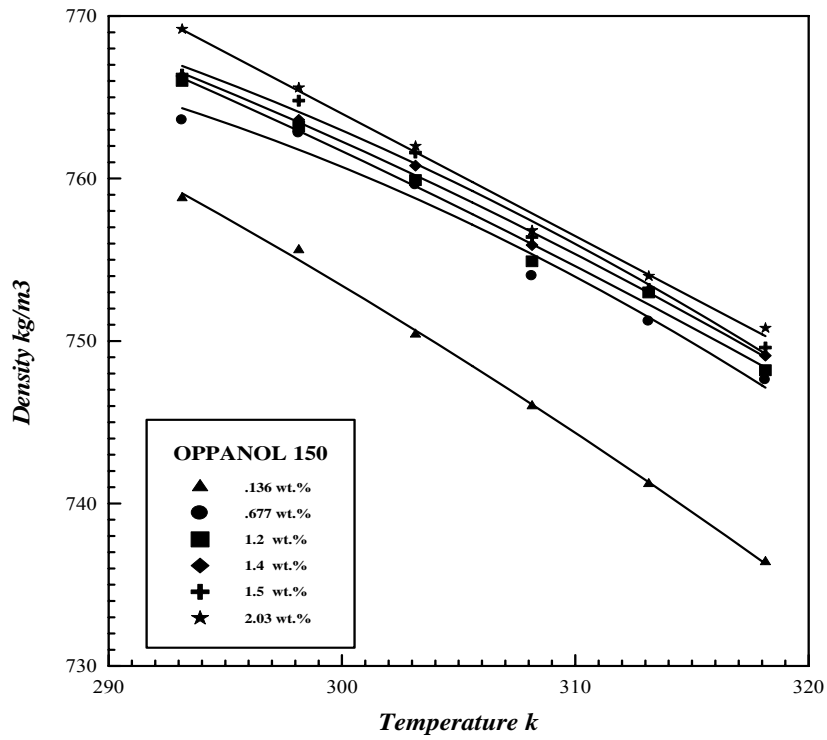 770
760
750
740
730
Density kg/m3
OPPANOL 150
.136 wt.%
.677 wt.%
1.2 wt.%
1.4 wt.%
1.5 wt.%
2.03 wt.%
290 300 310 320
Temperature k